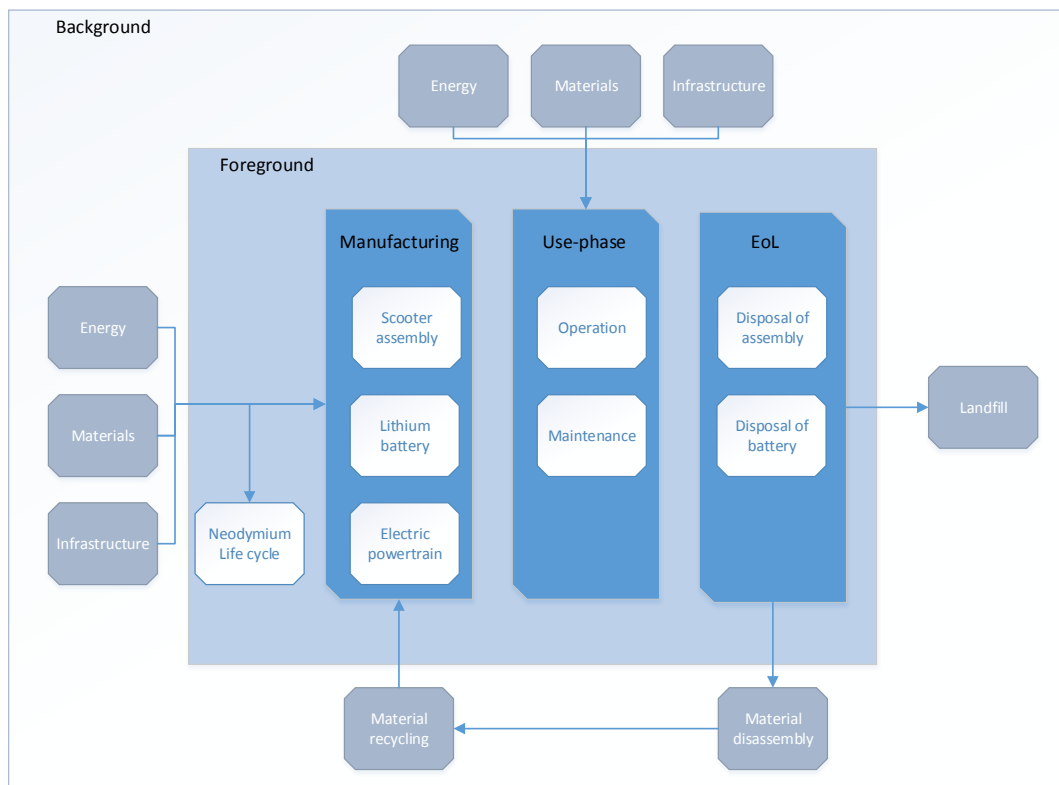 Background
Energy
Materials
Infrastructure
Foreground
Manufacturing
Use-phase
EoL
Scooter
assembly
Operation
Disposal of
assembly
Energy
Materials
Infrastructure
Lithium
battery
Maintenance
Disposal of
battery
Landfill
Neodymium
Life cycle
Electric
powertrain
Material
recycling
Material
disassembly